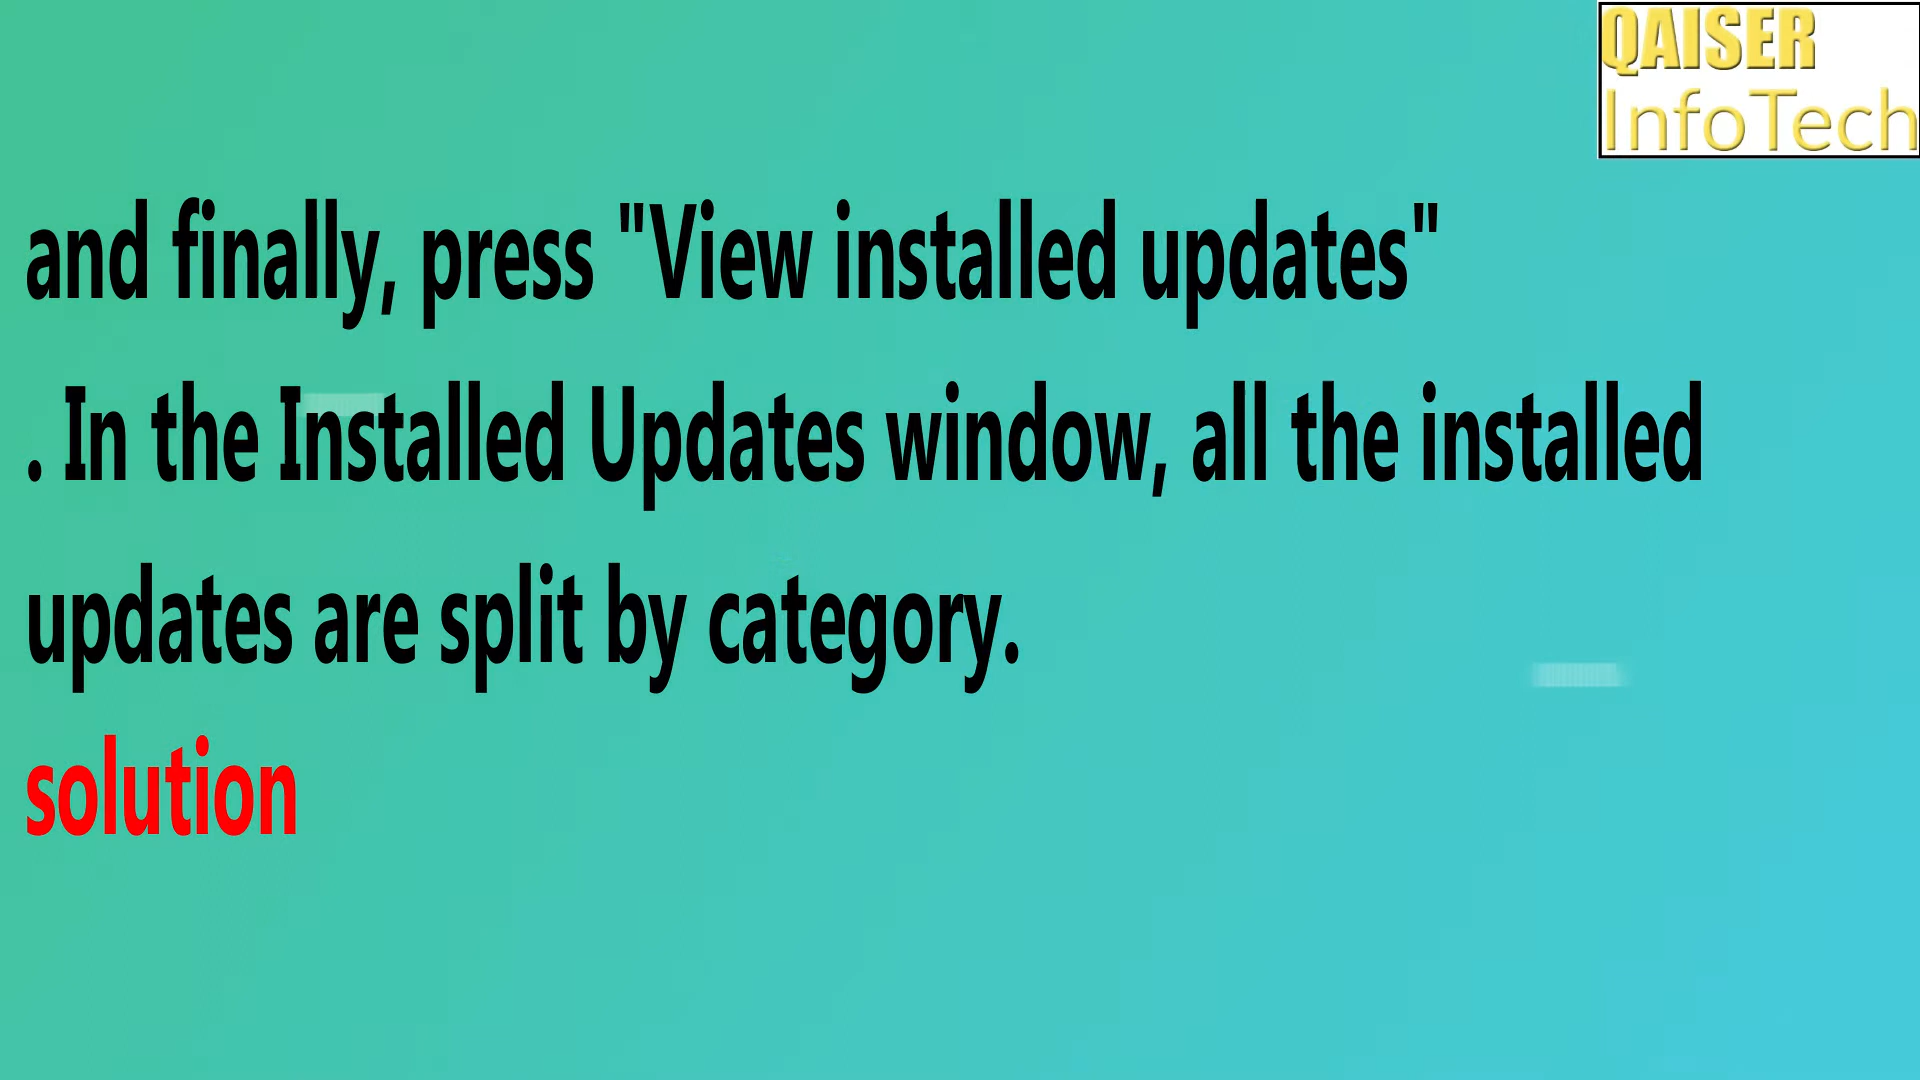 QAISER
InfoTech
and finally, press "View installed updates"
. In the Installed Updates window, all the installed
updates are split by category.
solution